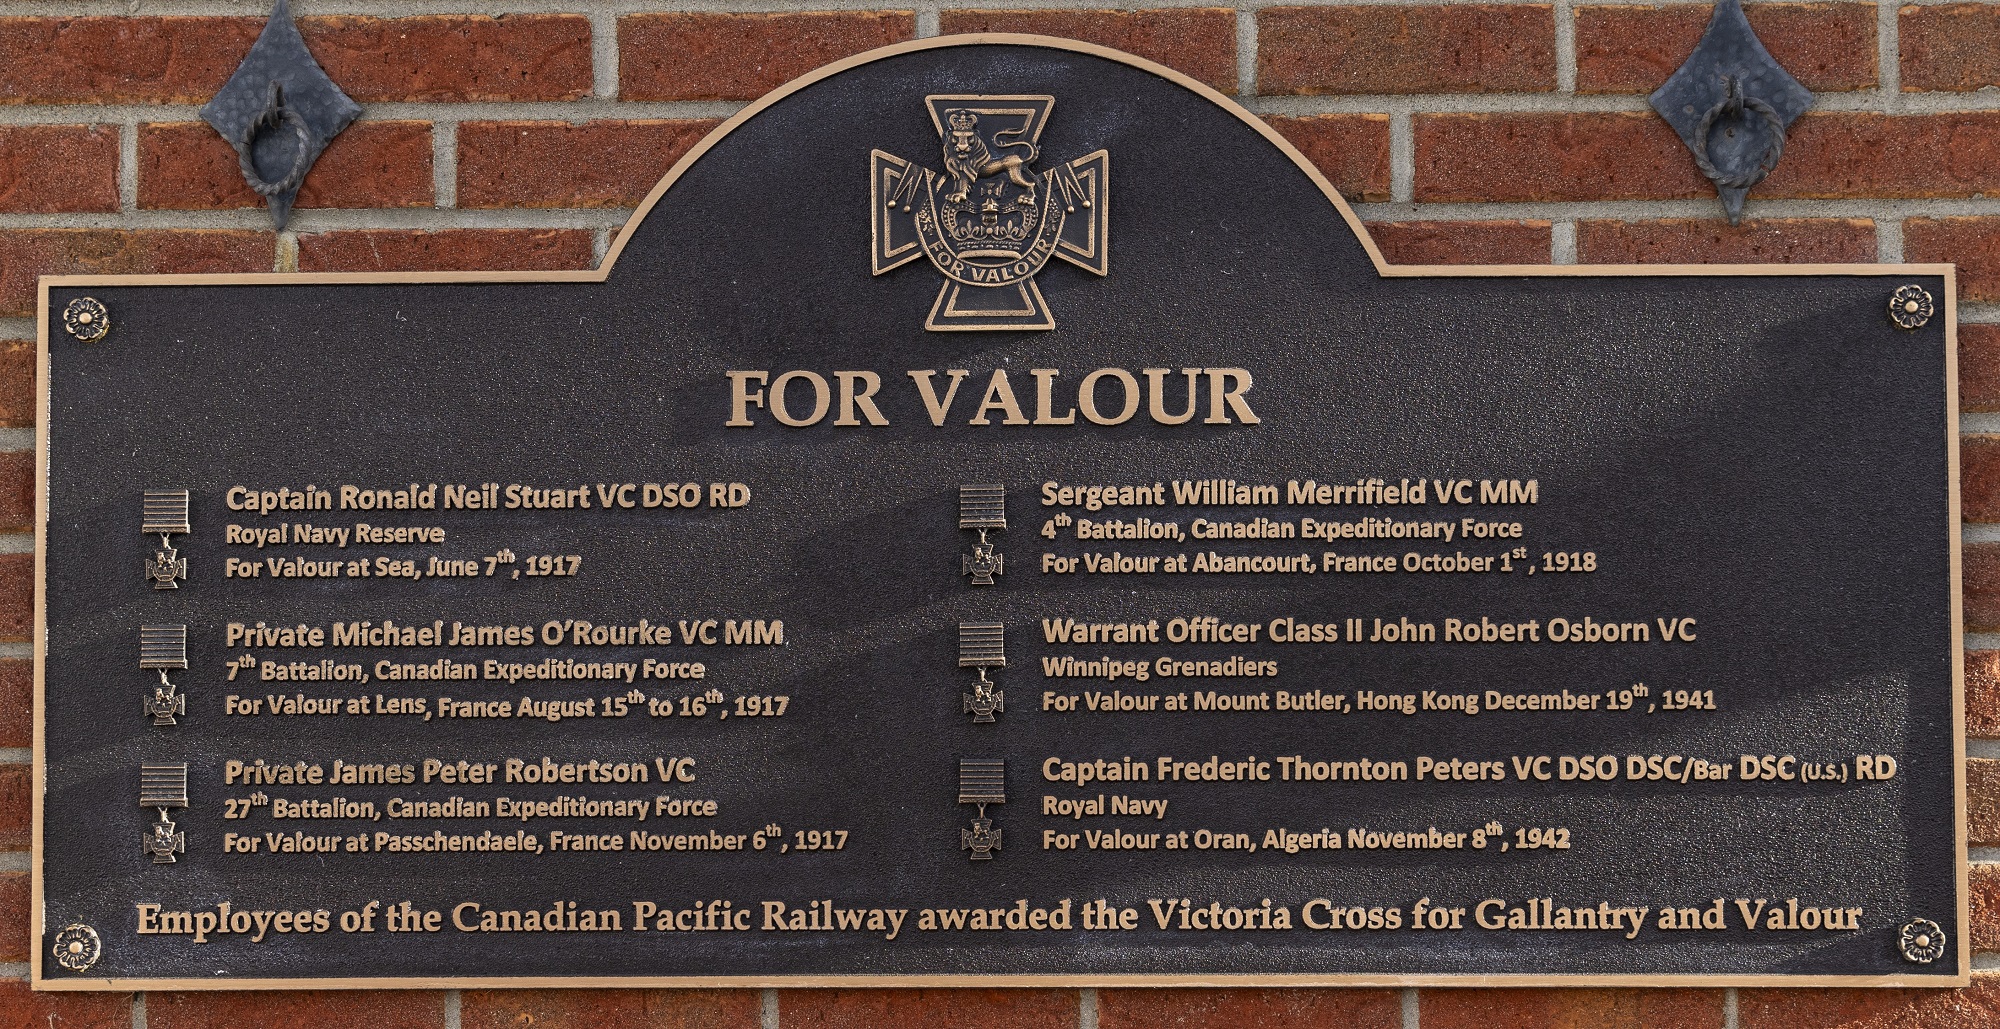 FOR VALOUR
FOR VALOUR
Captain Ronald Neil Stuart VC DSO RD
Royal Navy Reserve
For Valour at Sea, June 7th, 1917
Private Michael James O’Rourke VC MM
7th Battalion, Canadian Expeditionary Force
For Valour at Lens, France August 15th to 16th, 1917
Private James Peter Robertson VC
27th Battalion, Canadian Expeditionary Force
For Valour at Passchendaele, France November 6th, 1917
Sergeant William Merrifield VC MM
4th Battalion, Canadian Expeditionary Force
For Valour at Abancourt, France October 1st, 1918
Warrant Officer Class II John Robert Osborn VC
Winnipeg Grenadiers
For Valour at Mount Butler, Hong Kong December 19th, 1941
Captain Frederic Thornton Peters VC DSO DSC/Bar DSC (U.S.) RD
Royal Navy
For Valour at Oran, Algeria November 8th, 1942
Employees of the Canadian Pacific Railway awarded the Victoria Cross for Gallantry and Valour